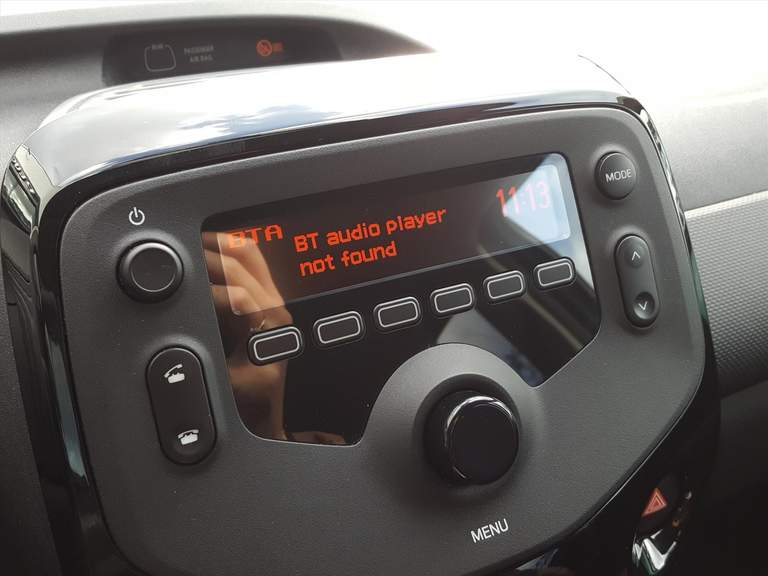 PASSENGER
AIR BAG
BTA
BT audio player
not found
11:13
MODE
MENU